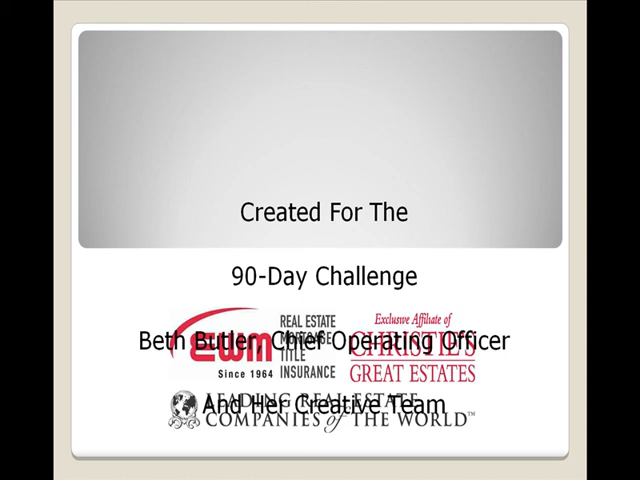 Created For The
90-Day Challenge
EWM
Since 1964
REAL ESTATE
MORTGAGE
TITLE
INSURANCE
Exclusive Affiliate of
CHRISTIE'S
GREAT ESTATES
Beth Butler, Chief Operating Officer
And Her Creative Team
LEADING REAL ESTATE
COMPANIES of THE WORLD™